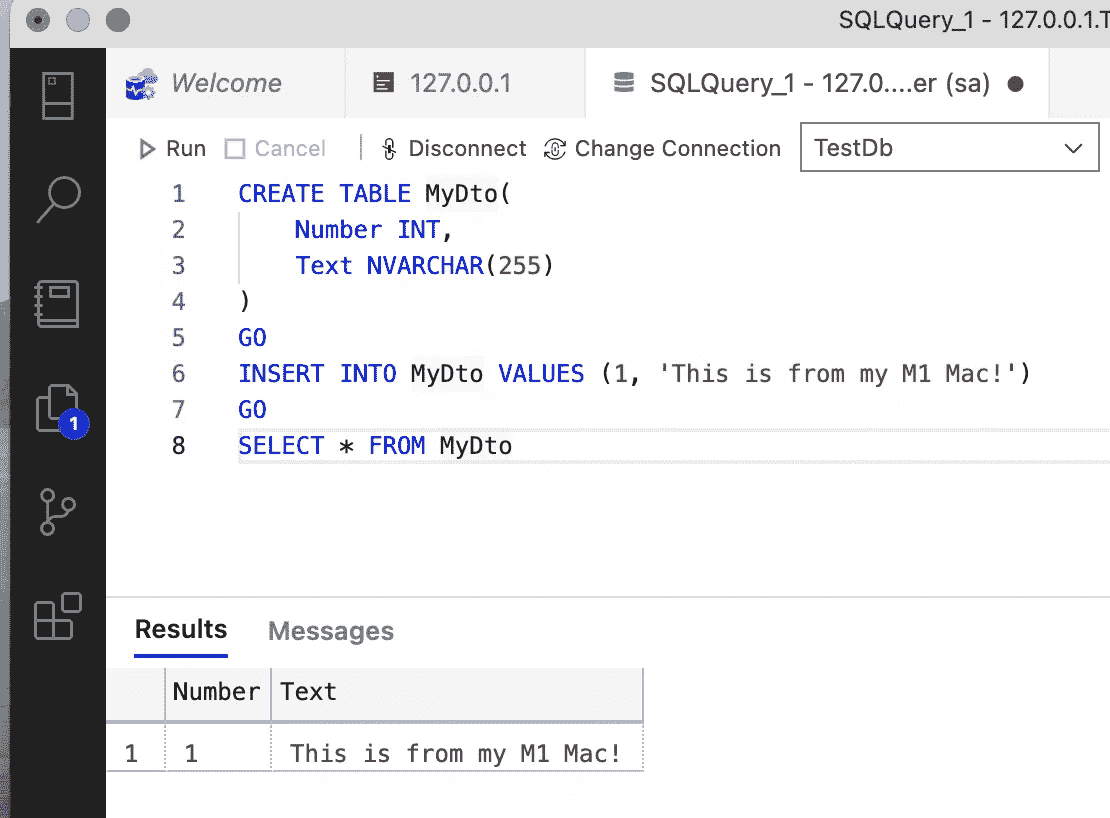 SQLQuery_1 - 127.0.0.1.T
Welcome 127.0.0.1 SQLQuery_1 - 127.0....er (sa)
Run Cancel Disconnect Change Connection TestDb
1 CREATE TABLE MyDto(
2 Number INT,
3 Text NVARCHAR(255)
4 )
5 GO
6 INSERT INTO MyDto VALUES (1, 'This is from my M1 Mac!')
7 GO
8 SELECT * FROM MyDto
1
Results Messages
Number Text
1 1 This is from my M1 Mac!